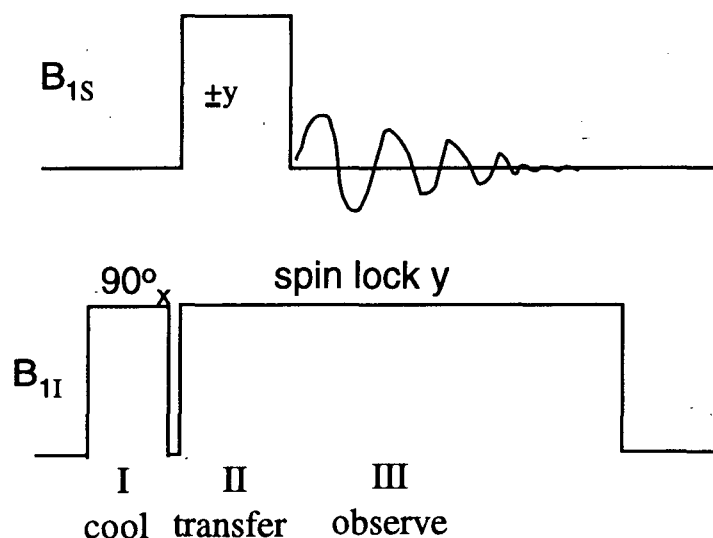 B1S
±y
90°x
spin lock y
B1I
I II III
cool transfer observe